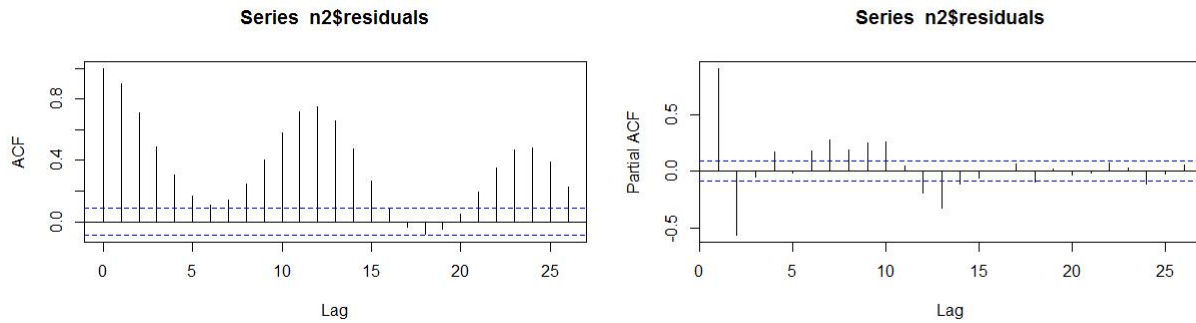 Series n2$residuals
ACF
0.0 0.4 0.8
0 5 10 15 20 25
Lag
Series n2$residuals
Partial ACF
-0.5 0.0 0.5
0 5 10 15 20 25
Lag